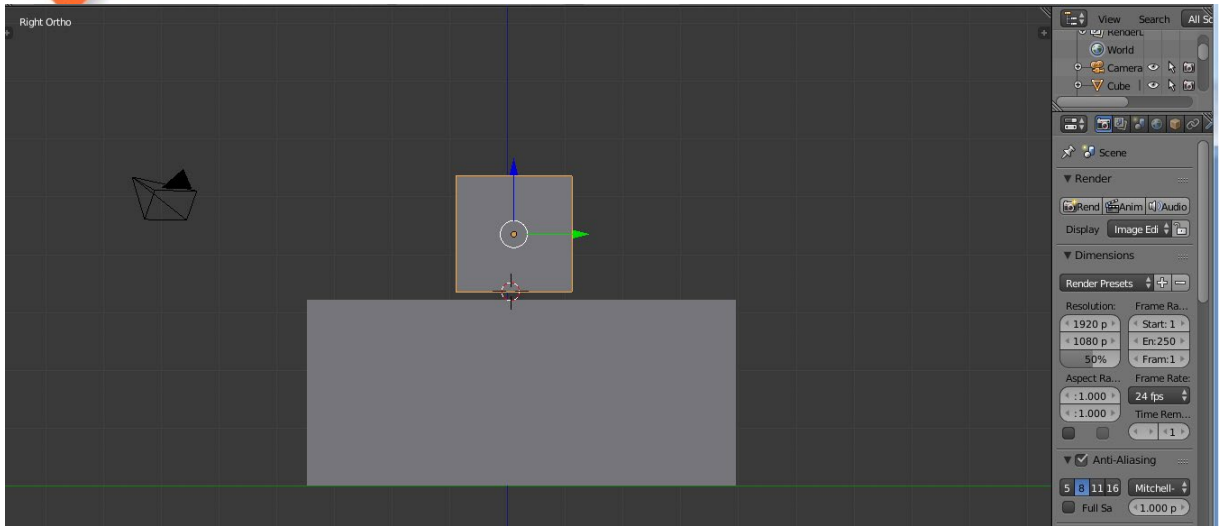 Right Ortho
View Search All Sc
RenderL
World
Camera
Cube
Scene
Render
Rend Anim Audio
Display Image Edi
Dimensions
Render Presets
Resolution: Frame Ra...
1920 p Start: 1
1080 p En:250
50% Fram:1
Aspect Ra... Frame Rate:
:1.000 24 fps
:1.000 Time Rem...
1
Anti-Aliasing
5 8 11 16 Mitchell-
Full Sa 1.000 p